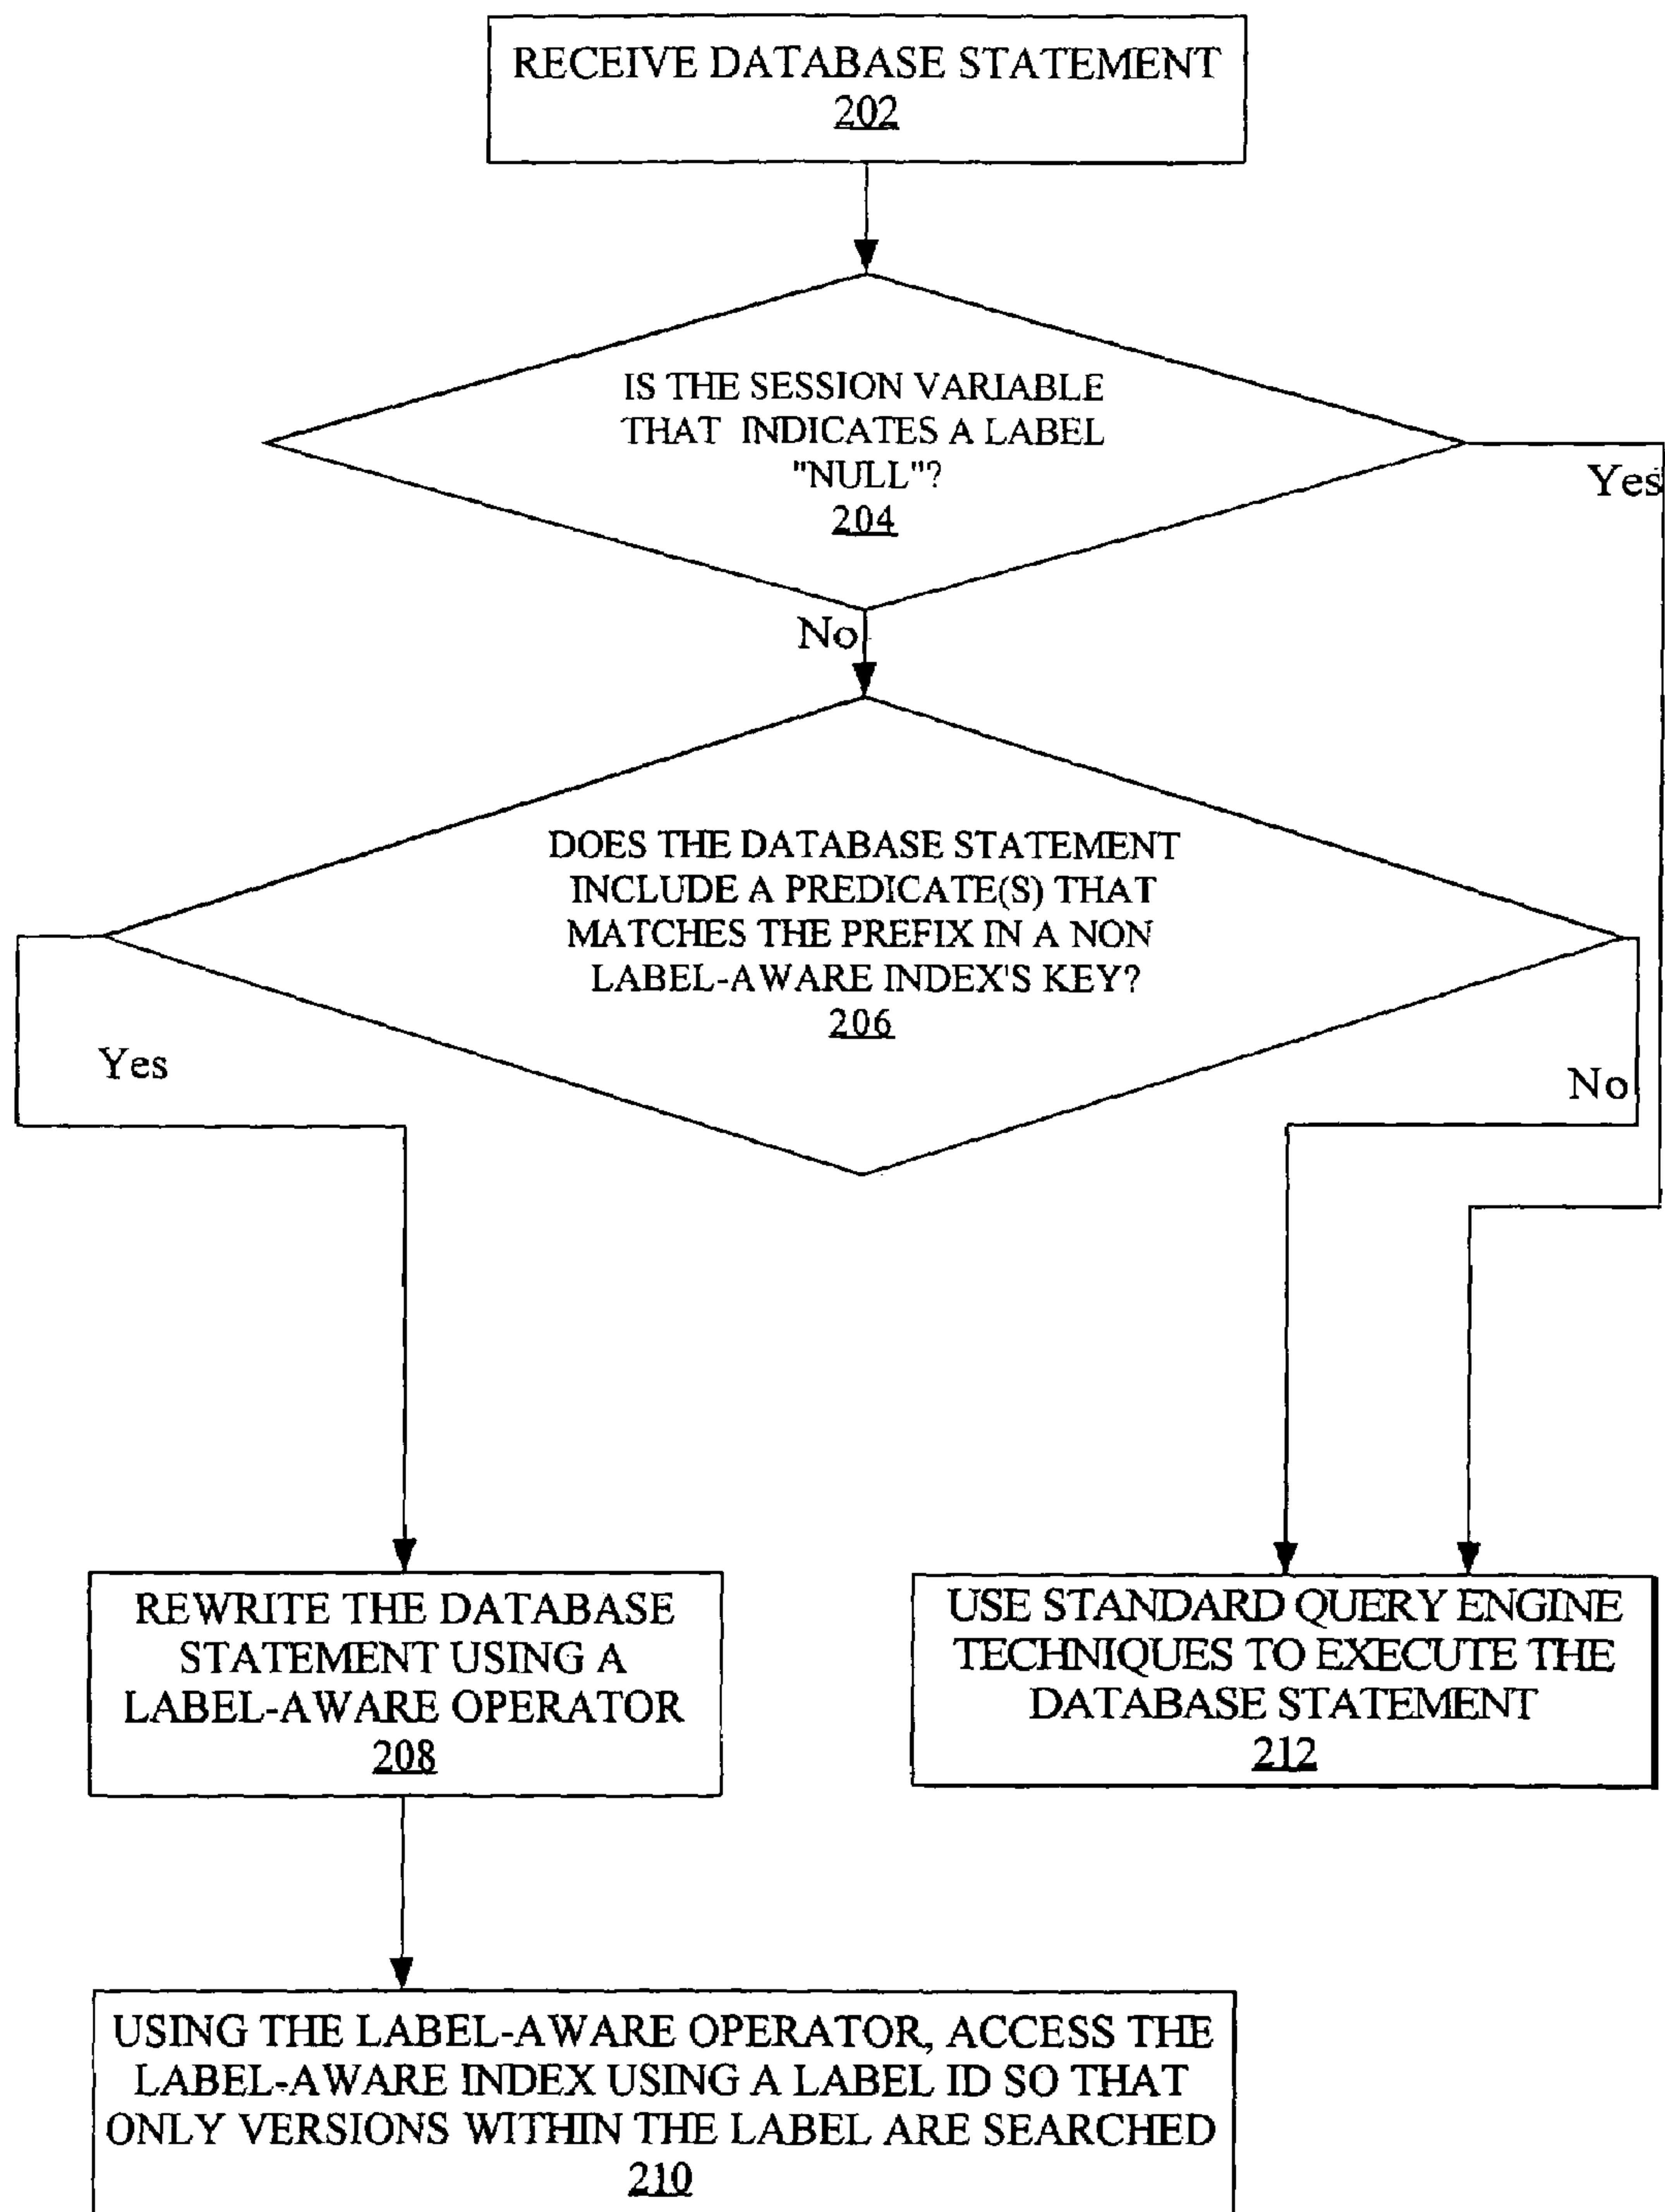 RECEIVE DATABASE STATEMENT
202
IS THE SESSION VARIABLE
THAT INDICATES A LABEL
"NULL"?
204
Yes
No
DOES THE DATABASE STATEMENT
INCLUDE A PREDICATE(S) THAT
MATCHES THE PREFIX IN A NON
LABEL-AWARE INDEX'S KEY?
206
Yes
No
REWRITE THE DATABASE
STATEMENT USING A
LABEL-AWARE OPERATOR
208
USE STANDARD QUERY ENGINE
TECHNIQUES TO EXECUTE THE
DATABASE STATEMENT
212
USING THE LABEL-AWARE OPERATOR, ACCESS THE
LABEL-AWARE INDEX USING A LABEL ID SO THAT
ONLY VERSIONS WITHIN THE LABEL ARE SEARCHED
210